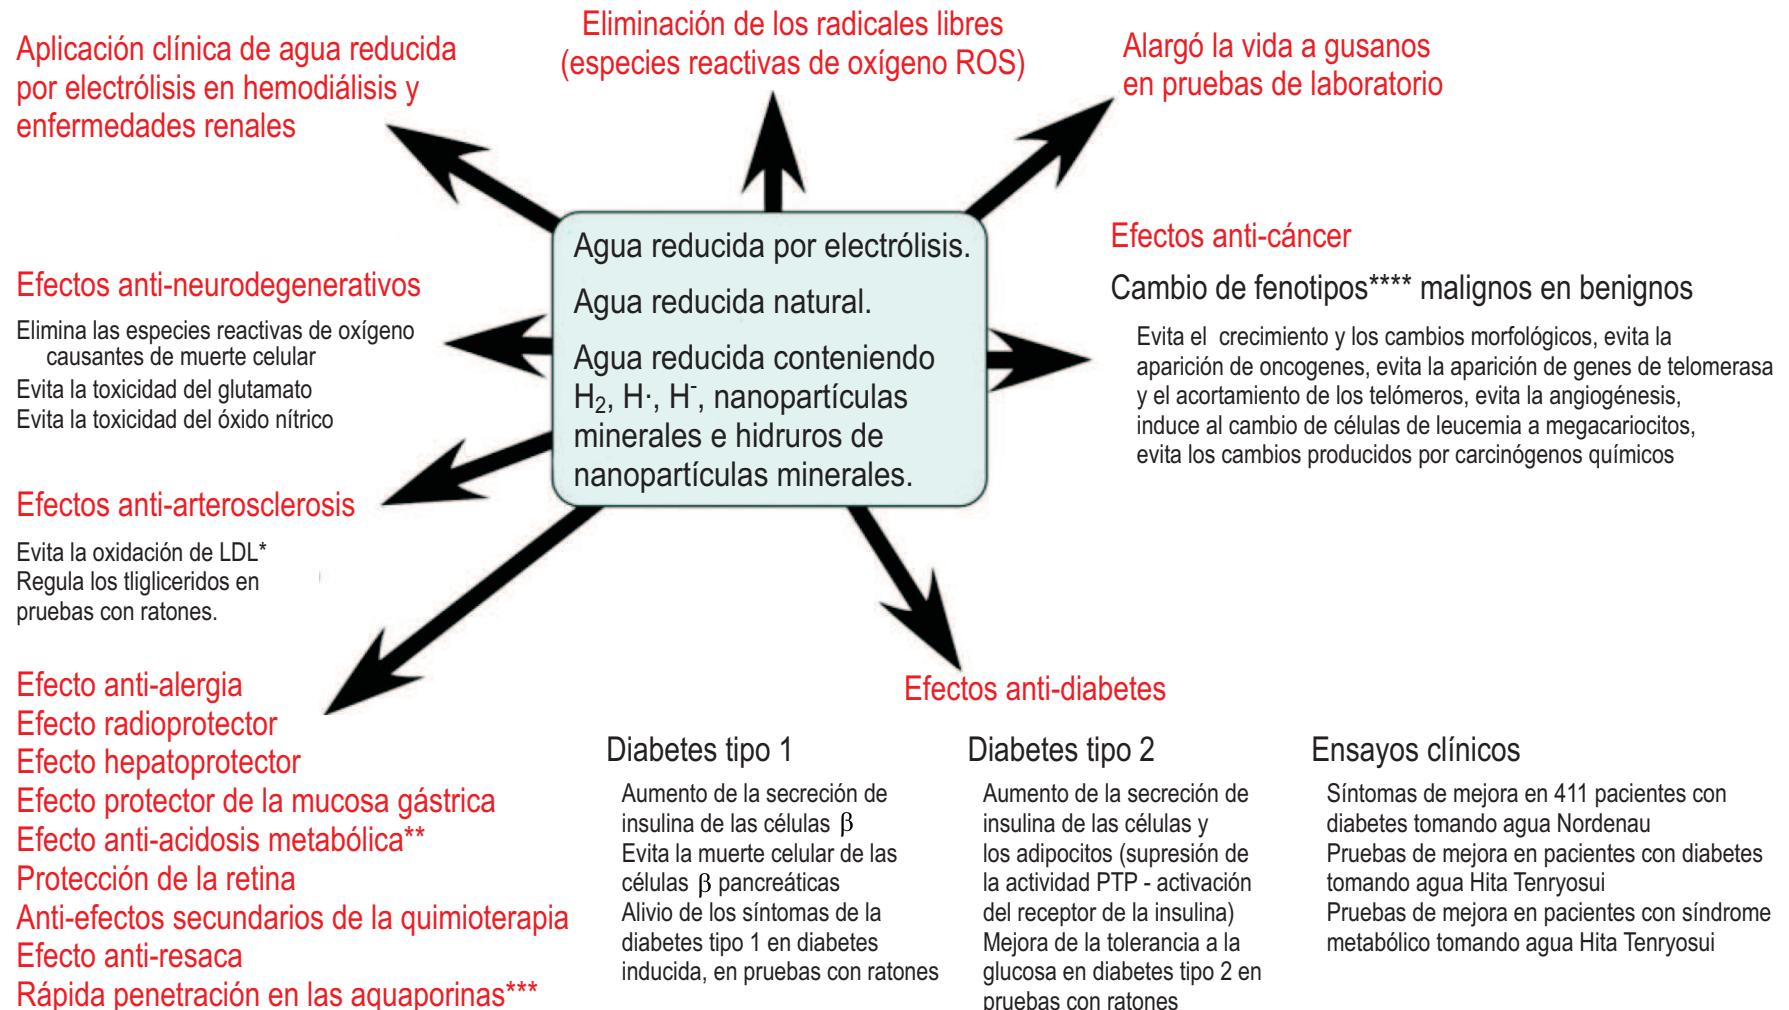 Aplicación clínica de agua reducida
por electrólisis en hemodiálisis y
enfermedades renales
Eliminación de los radicales libres
(especies reactivas de oxígeno ROS)
Alargó la vida a gusanos
en pruebas de laboratorio
Agua reducida por electrólisis.
Agua reducida natural.
Agua reducida conteniendo
H₂, H·, H⁻, nanopartículas
minerales e hidruros de
nanopartículas minerales.
Efectos anti-neurodegenerativos
Elimina las especies reactivas de oxígeno
causantes de muerte celular
Evita la toxicidad del glutamato
Evita la toxicidad del óxido nítrico
Efectos anti-cáncer
Cambio de fenotipos**** malignos en benignos
Evita el crecimiento y los cambios morfológicos, evita la
aparición de oncogenes, evita la aparición de genes de telomerasa
y el acortamiento de los telómeros, evita la angiogénesis,
induce al cambio de células de leucemia a megacariocitos,
evita los cambios producidos por carcinógenos químicos
Efectos anti-arterosclerosis
Evita la oxidación de LDL*
Regula los tligliceridos en
pruebas con ratones.
Efecto anti-alergia
Efecto radioprotector
Efecto hepatoprotector
Efecto protector de la mucosa gástrica
Efecto anti-acidosis metabólica**
Protección de la retina
Anti-efectos secundarios de la quimioterapia
Efecto anti-resaca
Rápida penetración en las aquaporinas***
Efectos anti-diabetes
Diabetes tipo 1
Aumento de la secreción de
insulina de las células β
Evita la muerte celular de las
células β pancreáticas
Alivio de los síntomas de la
diabetes tipo 1 en diabetes
inducida, en pruebas con ratones
Diabetes tipo 2
Aumento de la secreción de
insulina de las células y
los adipocitos (supresión de
la actividad PTP - activación
del receptor de la insulina)
Mejora de la tolerancia a la
glucosa en diabetes tipo 2 en
pruebas con ratones
Ensayos clínicos
Síntomas de mejora en 411 pacientes con
diabetes tomando agua Nordenau
Pruebas de mejora en pacientes con diabetes
tomando agua Hita Tenryosui
Pruebas de mejora en pacientes con síndrome
metabólico tomando agua Hita Tenryosui